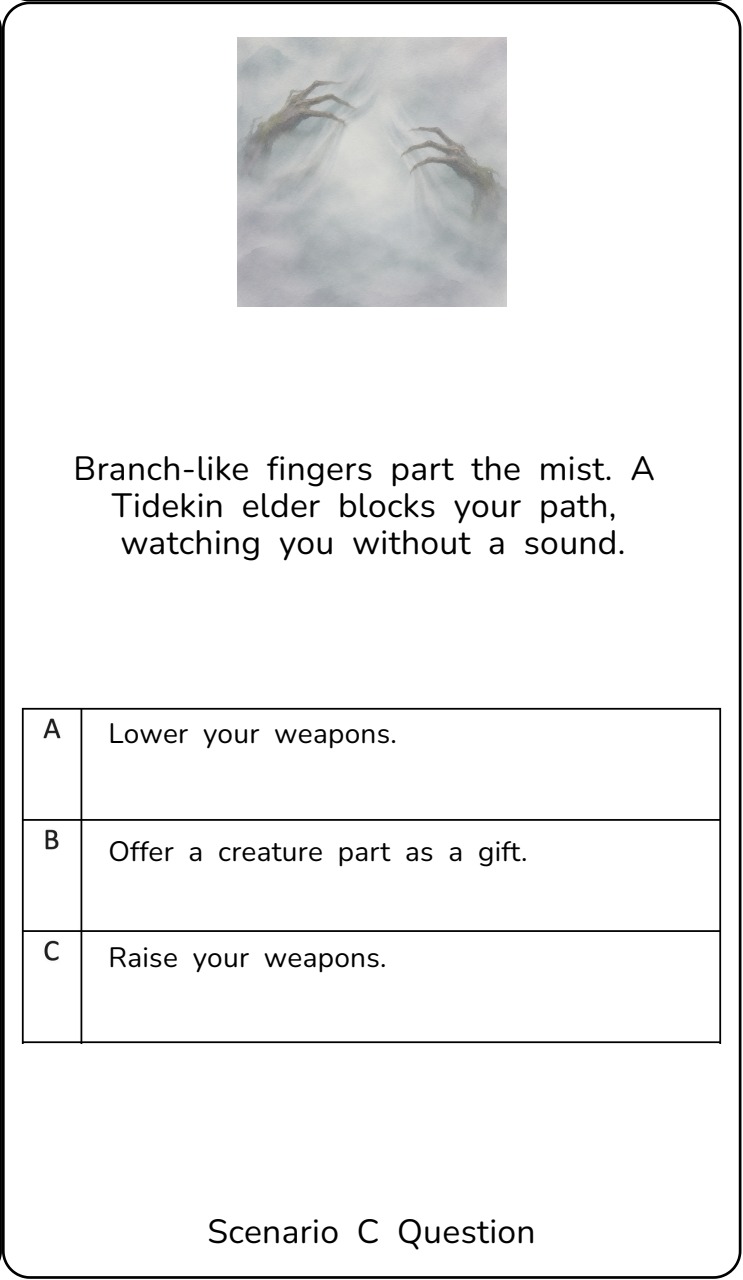 Branch-like fingers part the mist. A
Tidekin elder blocks your path,
watching you without a sound.
A Lower your weapons.
B Offer a creature part as a gift.
C Raise your weapons.
Scenario C Question